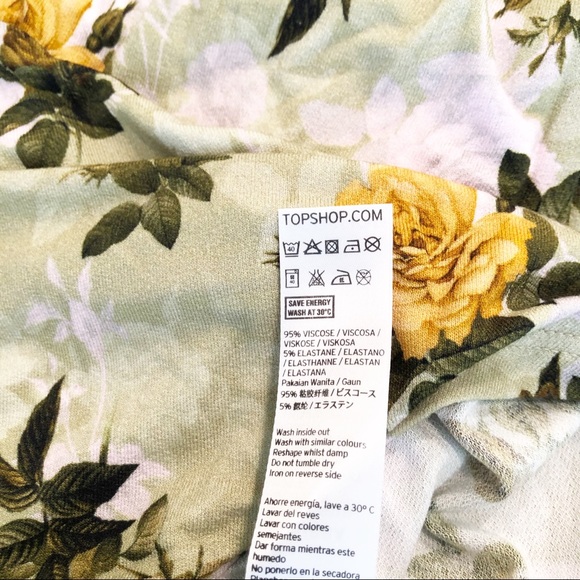 TOPSHOP.COM
40
SAVE ENERGY
WASH AT 30°C
95% VISCOSE / VISCOSA /
VISKOSE / VISKOSA
5% ELASTANE / ELASTANO
/ ELASTHANNE / ELASTAN
/ ELASTANA
Pakaian Wanita / Gaun
95% 黏胶纤维 / ビスコース
5% 氨纶 / エラステン
Wash inside out
Wash with similar colours
Reshape whilst damp
Do not tumble dry
Iron on reverse side
Ahorre energía, lave a 30º C
Lavar del reves
Lavar con colores
semejantes
Dar forma mientras este
humedo
No ponerlo en la secadora